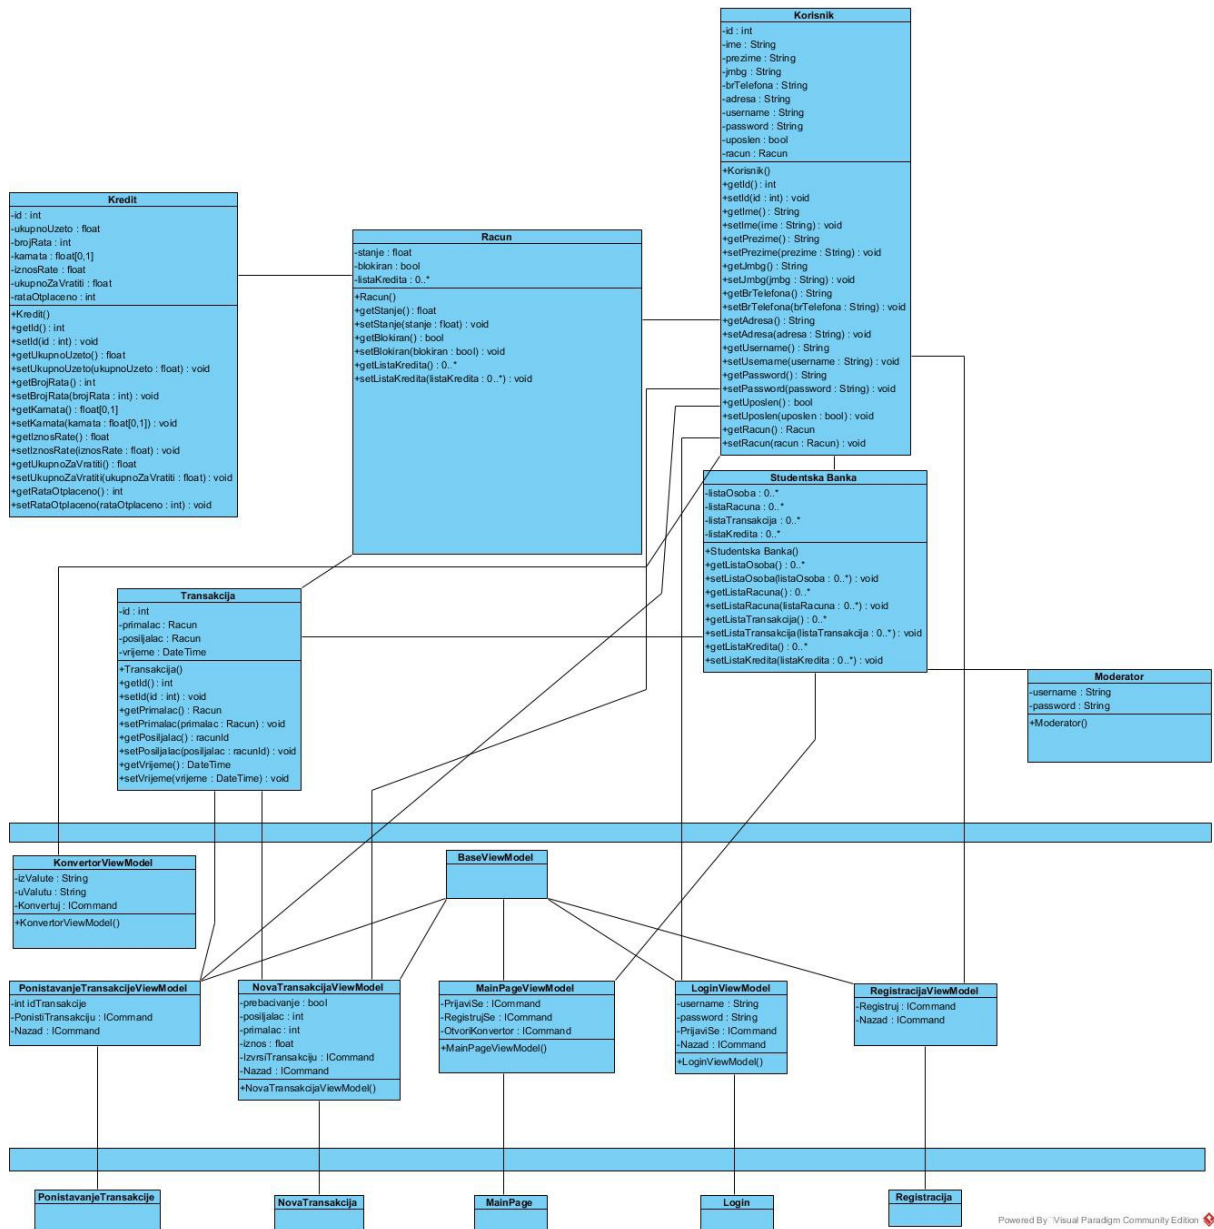 Korisnik
-id : int
-ime : String
-prezime : String
-jmbg : String
-brTelefona : String
-adresa : String
-username : String
-password : String
-uposlen : bool
-racun : Racun
+Korisnik()
+getId() : int
+setId(id : int) : void
+getIme() : String
+setIme(ime : String) : void
+getPrezime() : String
+setPrezime(prezime : String) : void
+getJmbg() : String
+setJmbg(jmbg : String) : void
+getBrTelefona() : String
+setBrTelefona(brTelefona : String) : void
+getAdresa() : String
+setAdresa(adresa : String) : void
+getUsername() : String
+setUsername(username : String) : void
+getPassword() : String
+setPassword(password : String) : void
+getUposlen() : bool
+setUposlen(uposlen : bool) : void
+getRacun() : Racun
+setRacun(racun : Racun) : void
Kredit
-id : int
-ukupnoUzeto : float
-brojRata : int
-kamata : float[0,1]
-iznosRate : float
-ukupnoZaVratiti : float
-rataOtplaceno : int
+Kredit()
+getId() : int
+setId(id : int) : void
+getUkupnoUzeto() : float
+setUkupnoUzeto(ukupnoUzeto : float) : void
+getBrojRata() : int
+setBrojRata(brojRata : int) : void
+getKamata() : float[0,1]
+setKamata(kamata : float[0,1]) : void
+getIznosRate() : float
+setIznosRate(iznosRate : float) : void
+getUkupnoZaVratiti() : float
+setUkupnoZaVratiti(ukupnoZaVratiti : float) : void
+getRataOtplaceno() : int
+setRataOtplaceno(rataOtplaceno : int) : void
Racun
-stanje : float
-blokiran : bool
-listaKredita : 0..*
+Racun()
+getStanje() : float
+setStanje(stanje : float) : void
+getBlokiran() : bool
+setBlokiran(blokiran : bool) : void
+getListaKredita() : 0..*
+setListaKredita(listaKredita : 0..*) : void
Studentska Banka
-listaOsoba : 0..*
-listaRacuna : 0..*
-listaTransakcija : 0..*
-listaKredita : 0..*
+Studentska Banka()
+getListaOsoba() : 0..*
+setListaOsoba(listaOsoba : 0..*) : void
+getListaRacuna() : 0..*
+setListaRacuna(listaRacuna : 0..*) : void
+getListaTransakcija() : 0..*
+setListaTransakcija(listaTransakcija : 0..*) : void
+getListaKredita() : 0..*
+setListaKredita(listaKredita : 0..*) : void
Transakcija
-id : int
-primalac : Racun
-posiljalac : Racun
-vrijeme : DateTime
+Transakcija()
+getId() : int
+setId(id : int) : void
+getPrimalac() : Racun
+setPrimalac(primalac : Racun) : void
+getPosiljalac() : racunId
+setPosiljalac(posiljalac : racunId) : void
+getVrijeme() : DateTime
+setVrijeme(vrijeme : DateTime) : void
Moderator
-username : String
-password : String
+Moderator()
KonvertorViewModel
-izValute : String
-uValutu : String
-Konvertuj : ICommand
+KonvertorViewModel()
BaseViewModel
PonistavanjeTransakcijeViewModel
-int idTransakcije
-PonistiTransakciju : ICommand
-Nazad : ICommand
NovaTransakcijaViewModel
-prebacivanje : bool
-posiljalac : int
-primalac : int
-iznos : float
-IzvrsiTransakciju : ICommand
-Nazad : ICommand
+NovaTransakcijaViewModel()
MainPageViewModel
-PrijaviSe : ICommand
-RegistrujSe : ICommand
-OtvoriKonvertor : ICommand
+MainPageViewModel()
LoginViewModel
-username : String
-password : String
-PrijaviSe : ICommand
-Nazad : ICommand
+LoginViewModel()
RegistracijaViewModel
-Registruj : ICommand
-Nazad : ICommand
PonistavanjeTransakcije
NovaTransakcija
MainPage
Login
Registracija
Powered By Visual Paradigm Community Edition